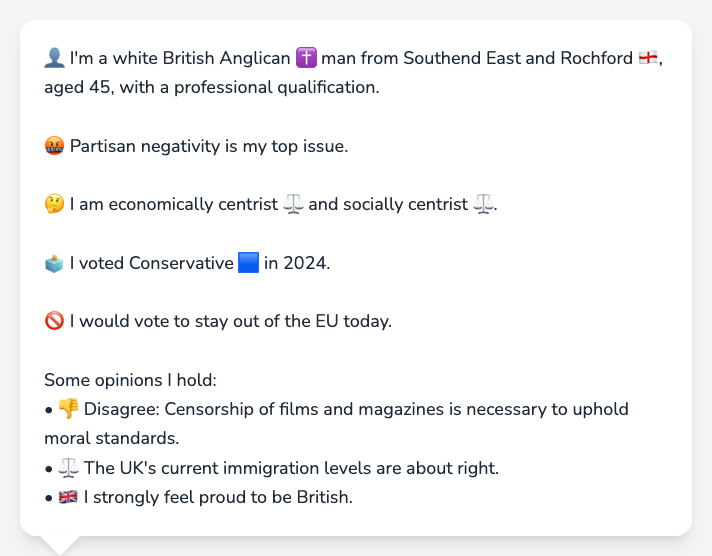 👤 I'm a white British Anglican ✝️ man from Southend East and Rochford 🏴󠁧󠁢󠁥󠁮󠁧󠁿,
aged 45, with a professional qualification.
🤬 Partisan negativity is my top issue.
🤔 I am economically centrist ⚖️ and socially centrist ⚖️.
🗳️ I voted Conservative 🟦 in 2024.
🚫 I would vote to stay out of the EU today.
Some opinions I hold:
• 👎 Disagree: Censorship of films and magazines is necessary to uphold
moral standards.
• ⚖️ The UK's current immigration levels are about right.
• 🇬🇧 I strongly feel proud to be British.